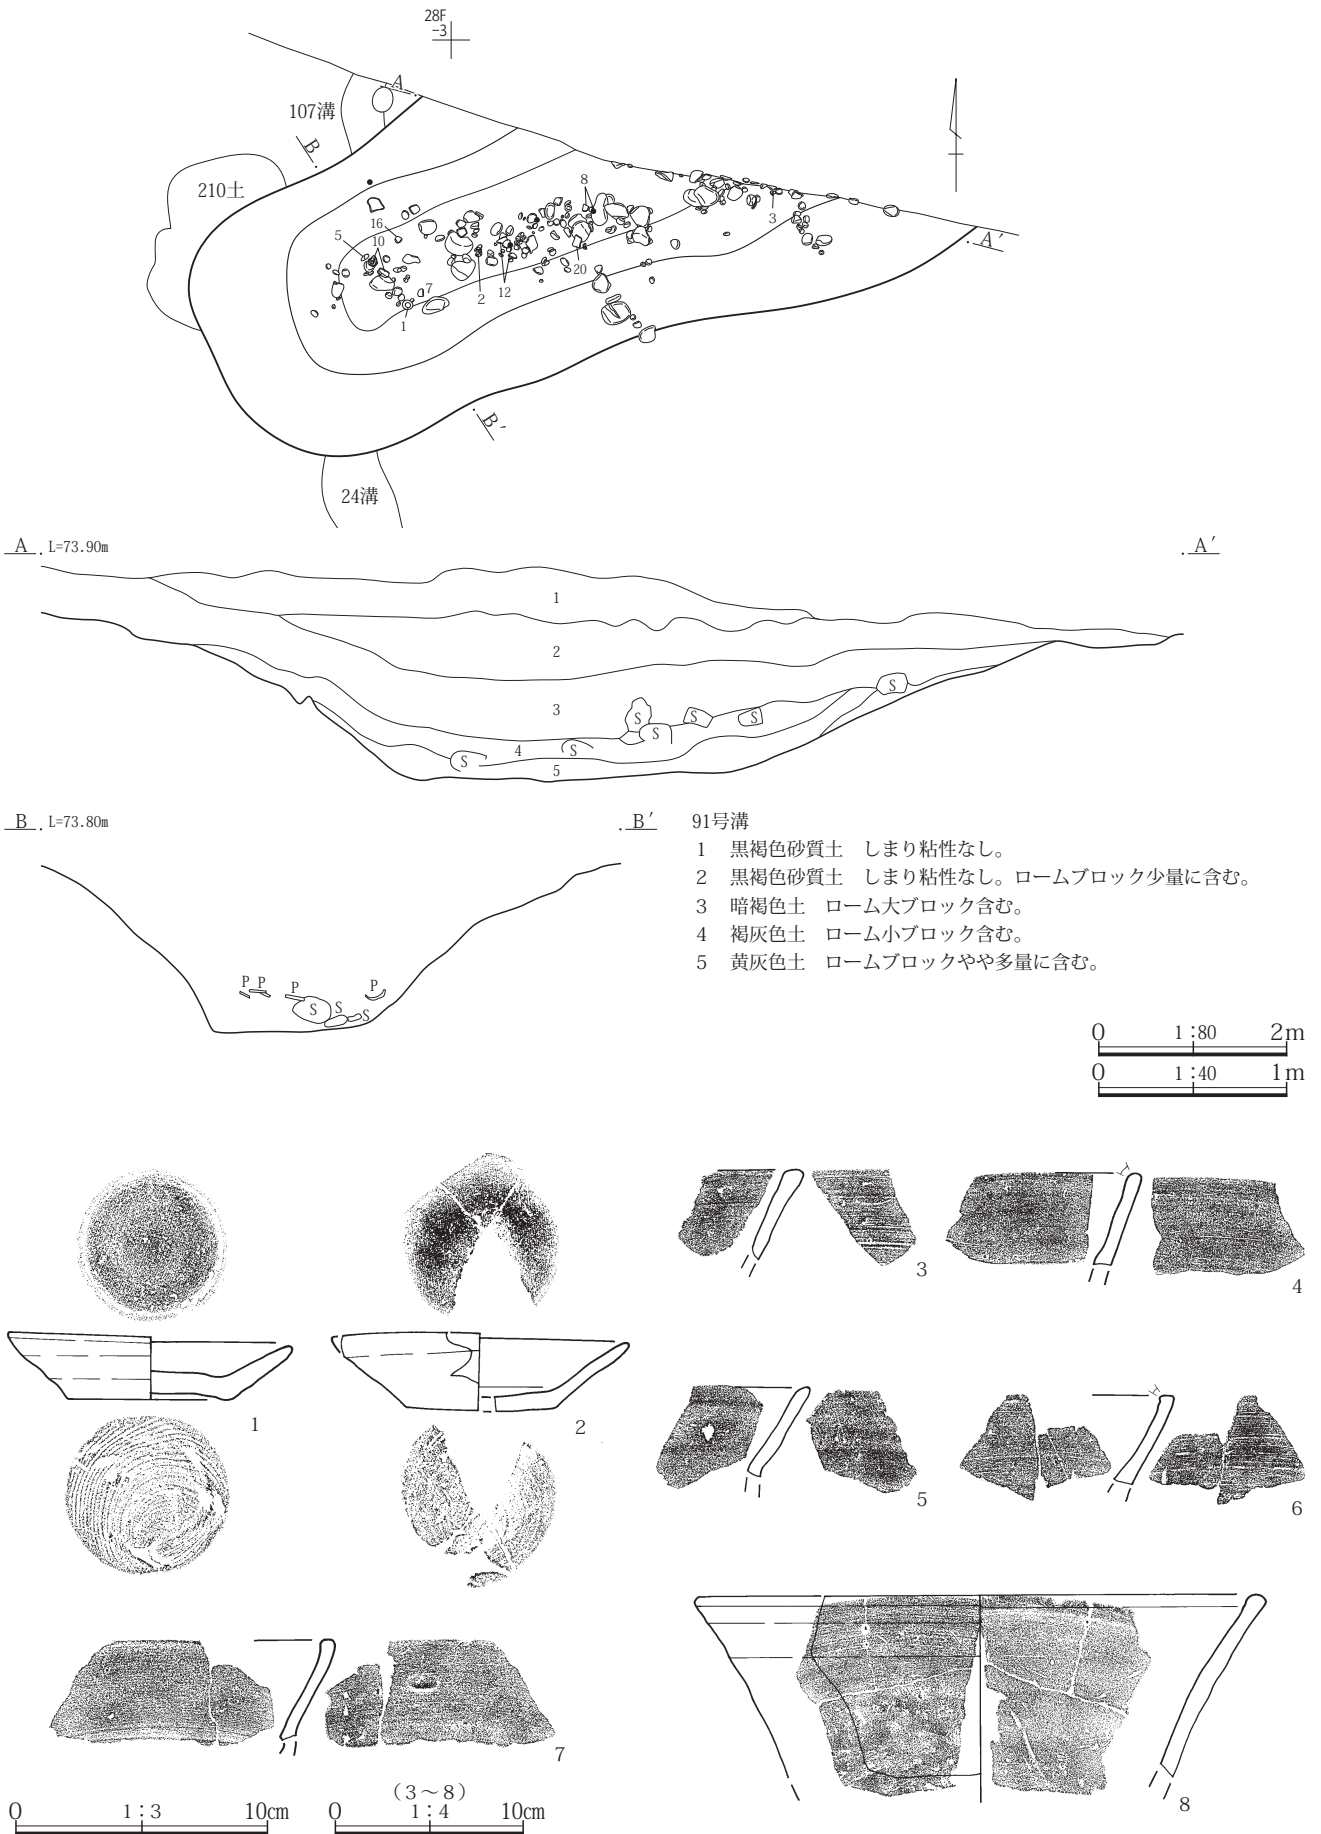 28F
-3
A
107溝
B
210土
8
3
16
5
10
A′
20
7
2
12
1
B′
24溝
A L=73.90m A′
1
2
3
S
S S S
S
4 S
S
5
B L=73.80m B′
P P P P
S S S
91号溝
1 黒褐色砂質土 しまり粘性なし。
2 黒褐色砂質土 しまり粘性なし。ロームブロック少量に含む。
3 暗褐色土 ローム大ブロック含む。
4 褐灰色土 ローム小ブロック含む。
5 黄灰色土 ロームブロックやや多量に含む。
0 1:80 2m
0 1:40 1m
3
4
1
2
5
6
7
8
(3～8)
0 1:3 10cm
0 1:4 10cm